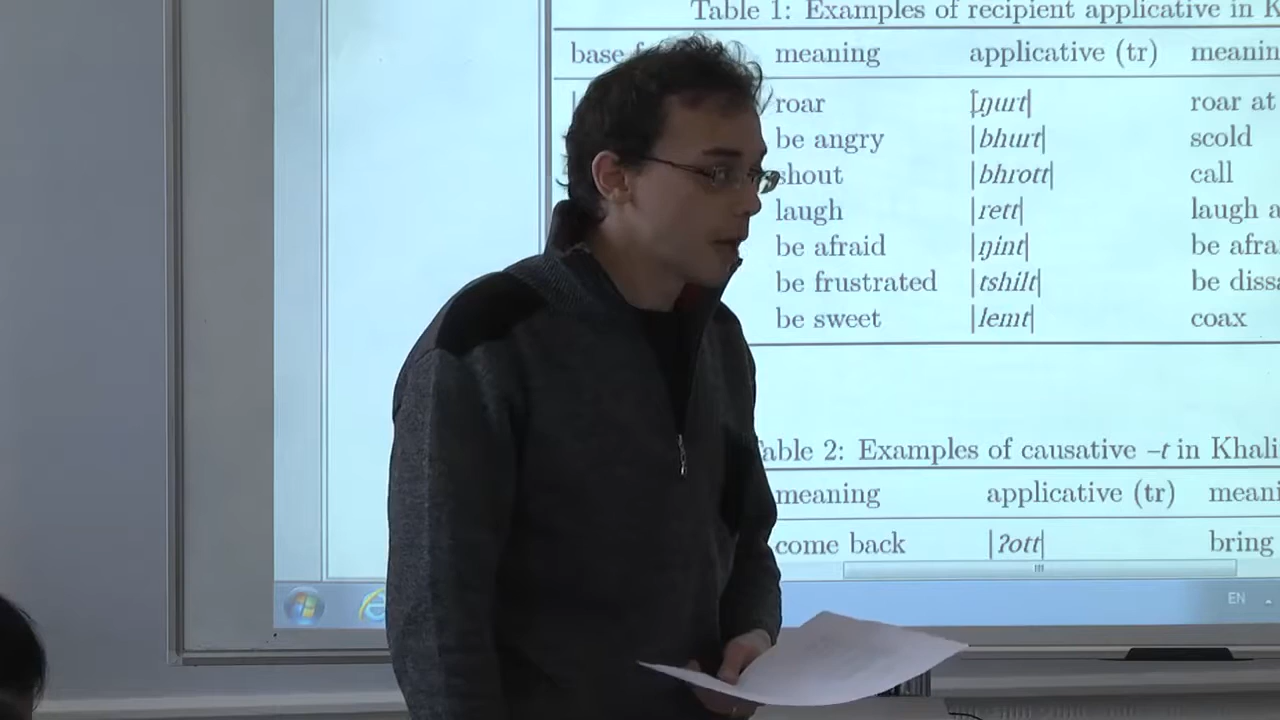 Table 1: Examples of recipient applicative in K
base meaning applicative (tr) meanin
roar |ŋurt| roar at
be angry |bhurt| scold
shout |bhrott| call
laugh |rett| laugh a
be afraid |ŋint| be afra
be frustrated |tshilt| be dissa
be sweet |lemt| coax
able 2: Examples of causative –t in Khali
meaning applicative (tr) meani
come back |ʔott| bring
EN